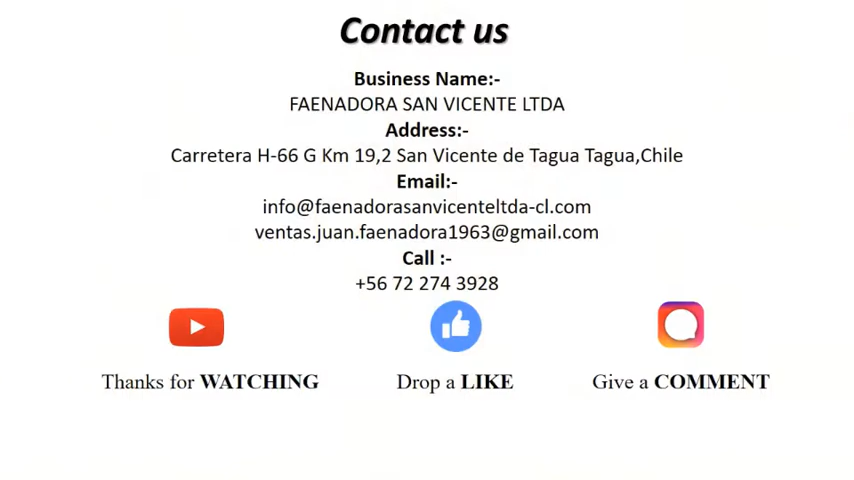 Contact us
Business Name:-
FAENADORA SAN VICENTE LTDA
Address:-
Carretera H-66 G Km 19,2 San Vicente de Tagua Tagua,Chile
Email:-
info@faenadorasanvicenteltda-cl.com
ventas.juan.faenadora1963@gmail.com
Call :-
+56 72 274 3928
Thanks for WATCHING
Drop a LIKE
Give a COMMENT